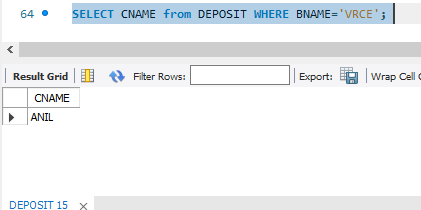 64 SELECT CNAME from DEPOSIT WHERE BNAME='VRCE';
Result Grid Filter Rows: Export: Wrap Cell C
CNAME
ANIL
DEPOSIT 15